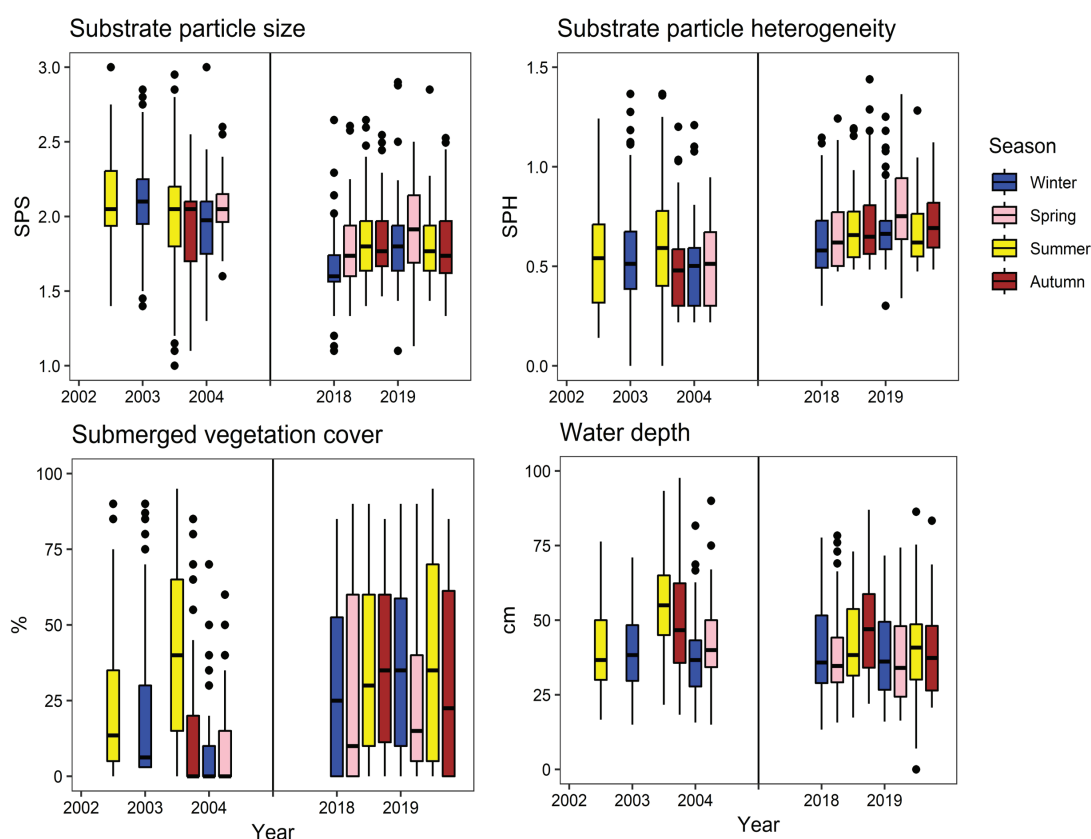 Substrate particle size
SPS
3.0
2.5
2.0
1.5
1.0
2002 2003 2004 2018 2019
Substrate particle heterogeneity
SPH
1.5
1.0
0.5
0.0
2002 2003 2004 2018 2019
Season
Winter
Spring
Summer
Autumn
Submerged vegetation cover
%
100
75
50
25
0
2002 2003 2004 2018 2019
Year
Water depth
cm
100
75
50
25
0
2002 2003 2004 2018 2019
Year